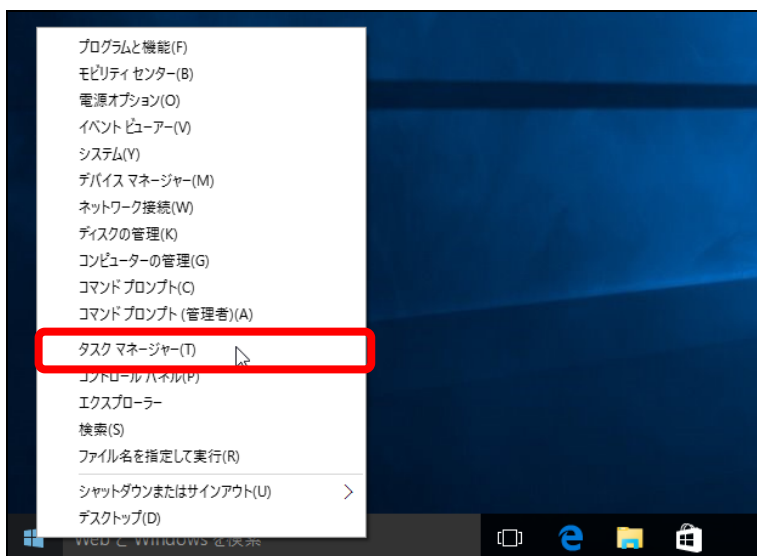 プログラムと機能(F)
モビリティ センター(B)
電源オプション(O)
イベント ビューアー(V)
システム(Y)
デバイス マネージャー(M)
ネットワーク接続(W)
ディスクの管理(K)
コンピューターの管理(G)
コマンド プロンプト(C)
コマンド プロンプト (管理者)(A)
タスク マネージャー(T)
コントロール パネル(P)
エクスプローラー
検索(S)
ファイル名を指定して実行(R)
シャットダウンまたはサインアウト(U)
デスクトップ(D)
Web と Windows を検索